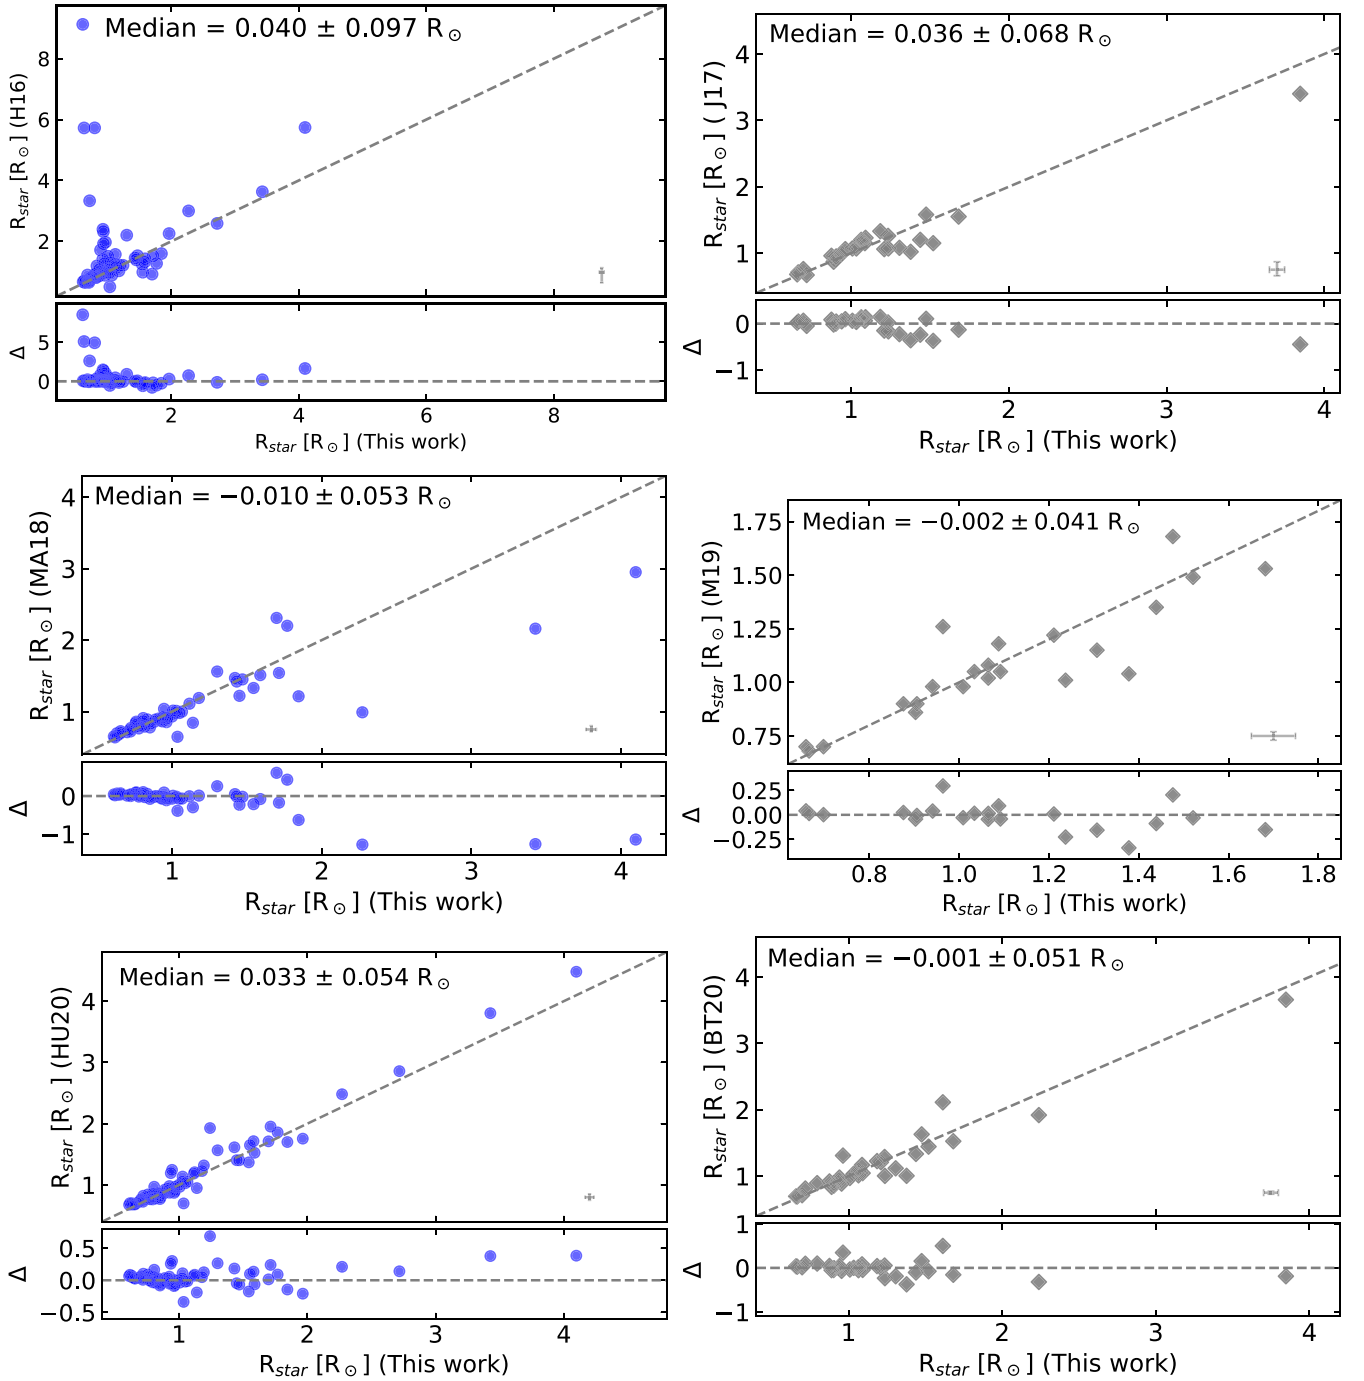 Median = 0.040 ± 0.097 R⊙
R_star [R⊙] (H16)
8
6
4
2
Δ
5
0
2
4
6
8
R_star [R⊙] (This work)
Median = 0.036 ± 0.068 R⊙
R_star [R⊙] ( J17)
4
3
2
1
Δ
0
−1
1
2
3
4
R_star [R⊙] (This work)
Median = −0.010 ± 0.053 R⊙
R_star [R⊙] (MA18)
4
3
2
1
Δ
0
−1
1
2
3
4
R_star [R⊙] (This work)
Median = −0.002 ± 0.041 R⊙
R_star [R⊙] (M19)
1.75
1.50
1.25
1.00
0.75
Δ
0.25
0.00
−0.25
0.8
1.0
1.2
1.4
1.6
1.8
R_star [R⊙] (This work)
Median = 0.033 ± 0.054 R⊙
R_star [R⊙] (HU20)
4
3
2
1
Δ
0.5
0.0
−0.5
1
2
3
4
R_star [R⊙] (This work)
Median = −0.001 ± 0.051 R⊙
R_star [R⊙] (BT20)
4
3
2
1
Δ
1
0
−1
1
2
3
4
R_star [R⊙] (This work)